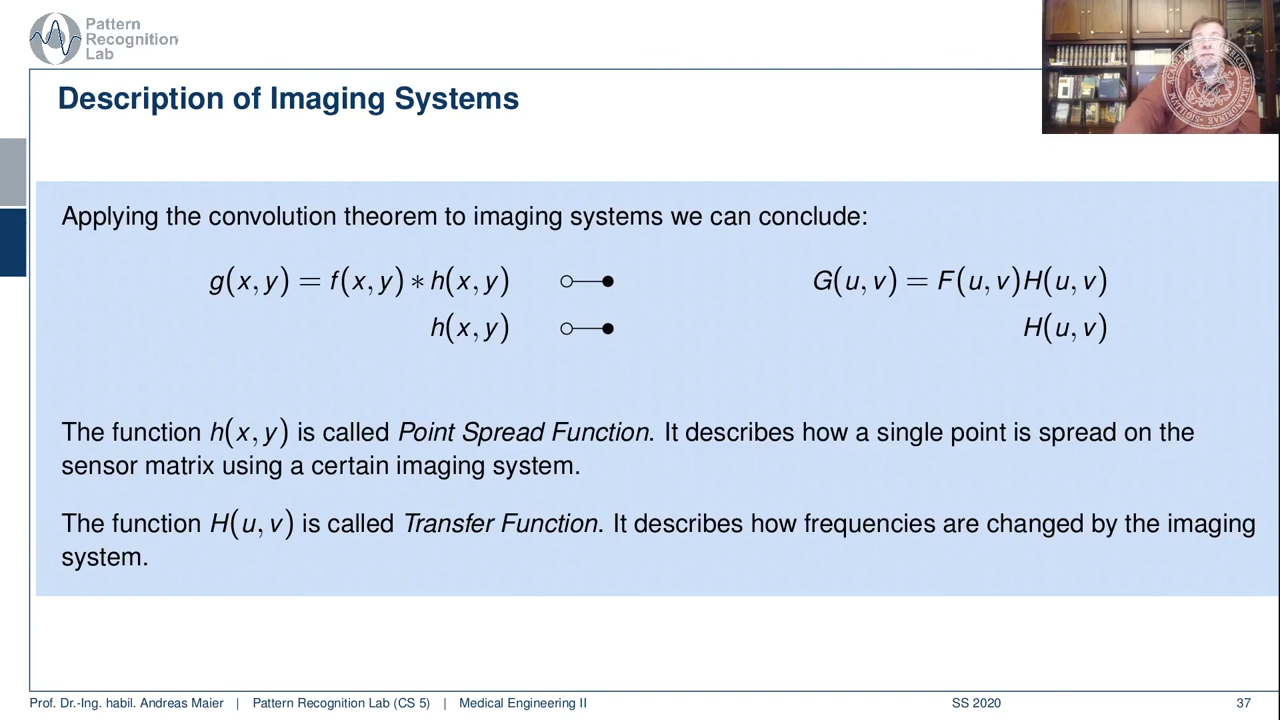 Pattern
Recognition
Lab
Description of Imaging Systems
Applying the convolution theorem to imaging systems we can conclude:
g(x, y) = f(x, y) ∗ h(x, y) ○—● G(u, v) = F(u, v)H(u, v)
h(x, y) ○—● H(u, v)
The function h(x, y) is called Point Spread Function. It describes how a single point is spread on the
sensor matrix using a certain imaging system.
The function H(u, v) is called Transfer Function. It describes how frequencies are changed by the imaging
system.
Prof. Dr.-Ing. habil. Andreas Maier | Pattern Recognition Lab (CS 5) | Medical Engineering II SS 2020 37